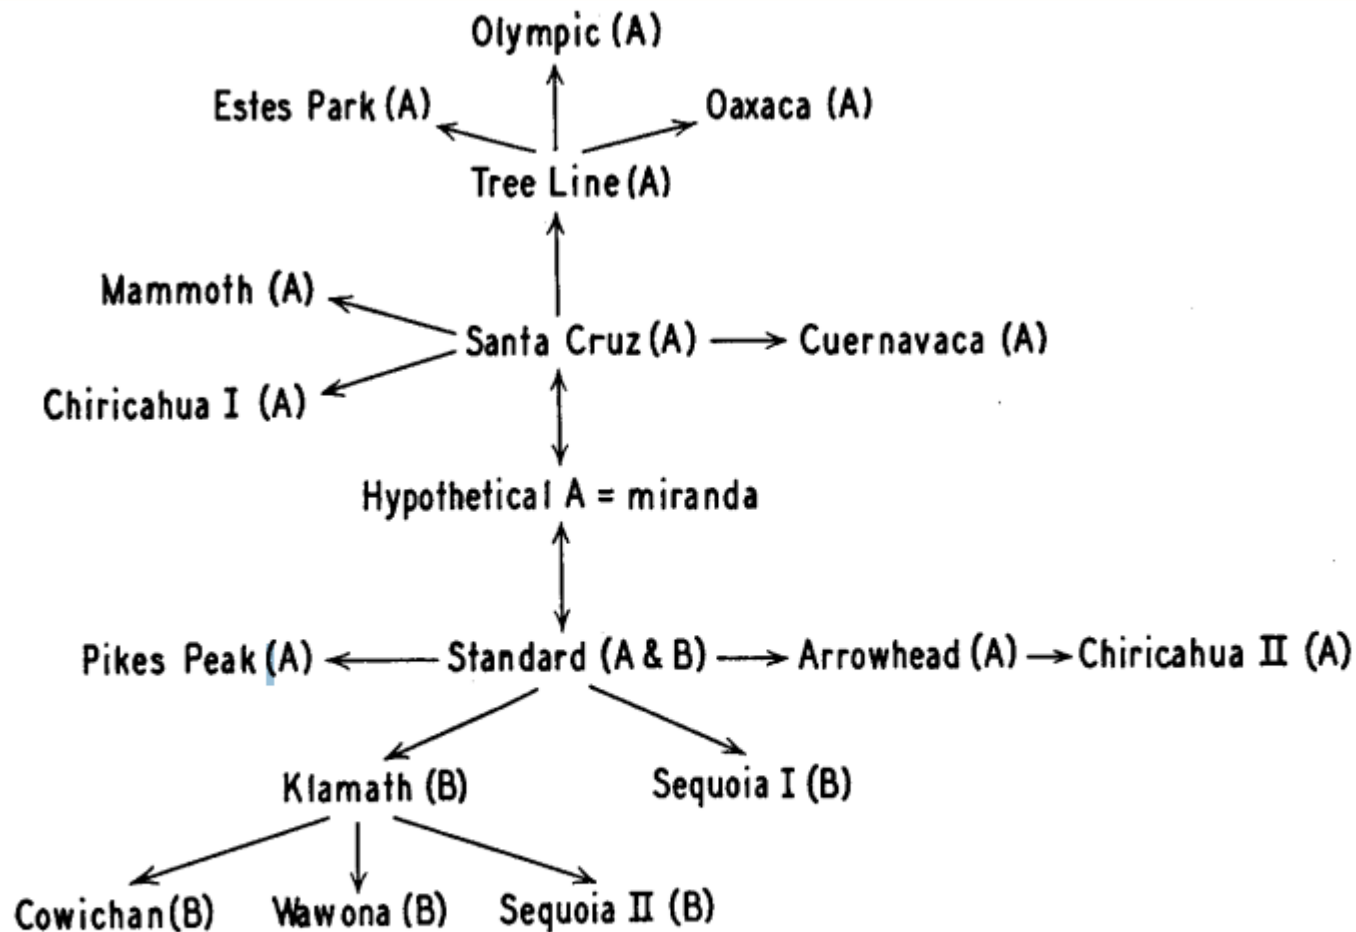 Olympic (A)
Estes Park (A)
Oaxaca (A)
Tree Line (A)
Mammoth (A)
Santa Cruz (A)
Cuernavaca (A)
Chiricahua I (A)
Hypothetical A = miranda
Pikes Peak (A)
Standard (A & B)
Arrowhead (A)
Chiricahua II (A)
Klamath (B)
Sequoia I (B)
Cowichan (B)
Wawona (B)
Sequoia II (B)